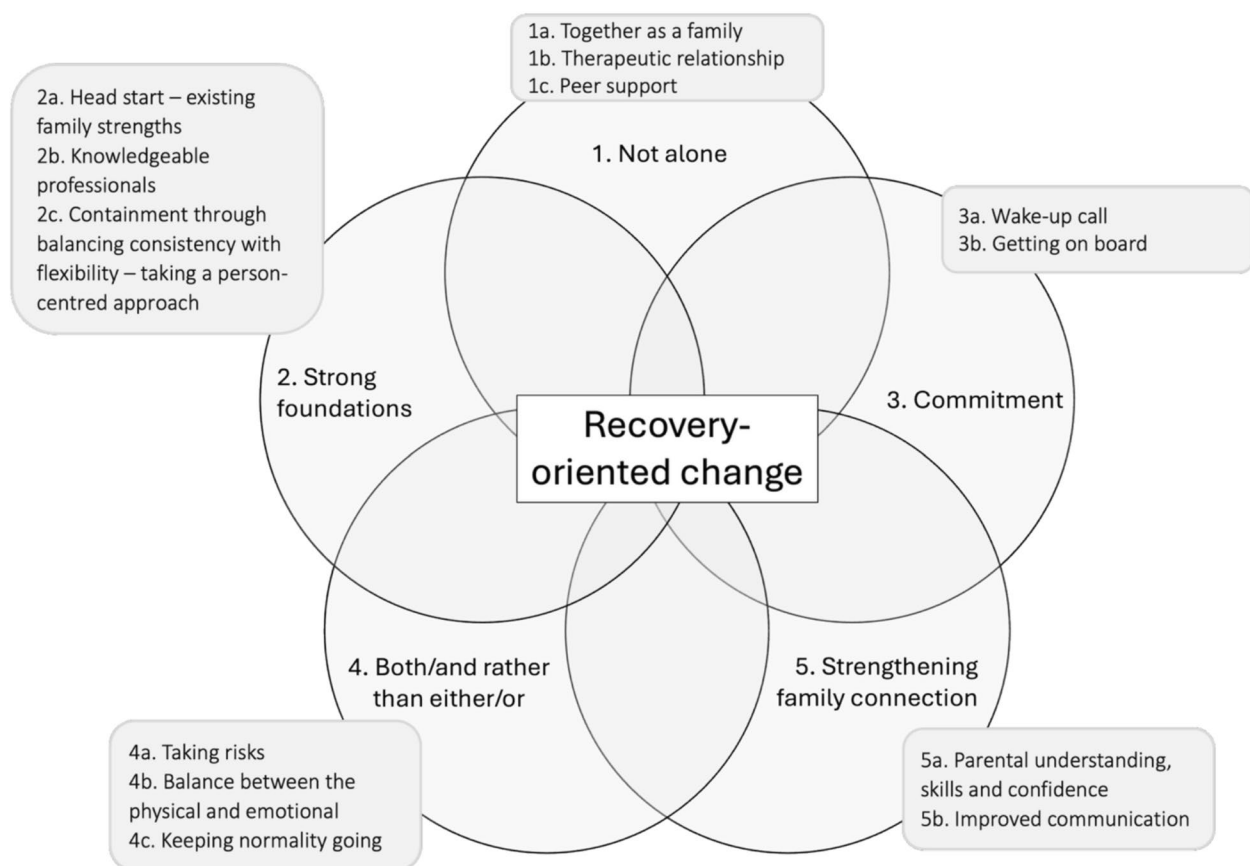 1a. Together as a family
1b. Therapeutic relationship
1c. Peer support
1. Not alone
2a. Head start – existing
family strengths
2b. Knowledgeable
professionals
2c. Containment through
balancing consistency with
flexibility – taking a person-
centred approach
2. Strong
foundations
3a. Wake-up call
3b. Getting on board
3. Commitment
Recovery-
oriented change
4. Both/and rather
than either/or
4a. Taking risks
4b. Balance between the
physical and emotional
4c. Keeping normality going
5. Strengthening
family connection
5a. Parental understanding,
skills and confidence
5b. Improved communication